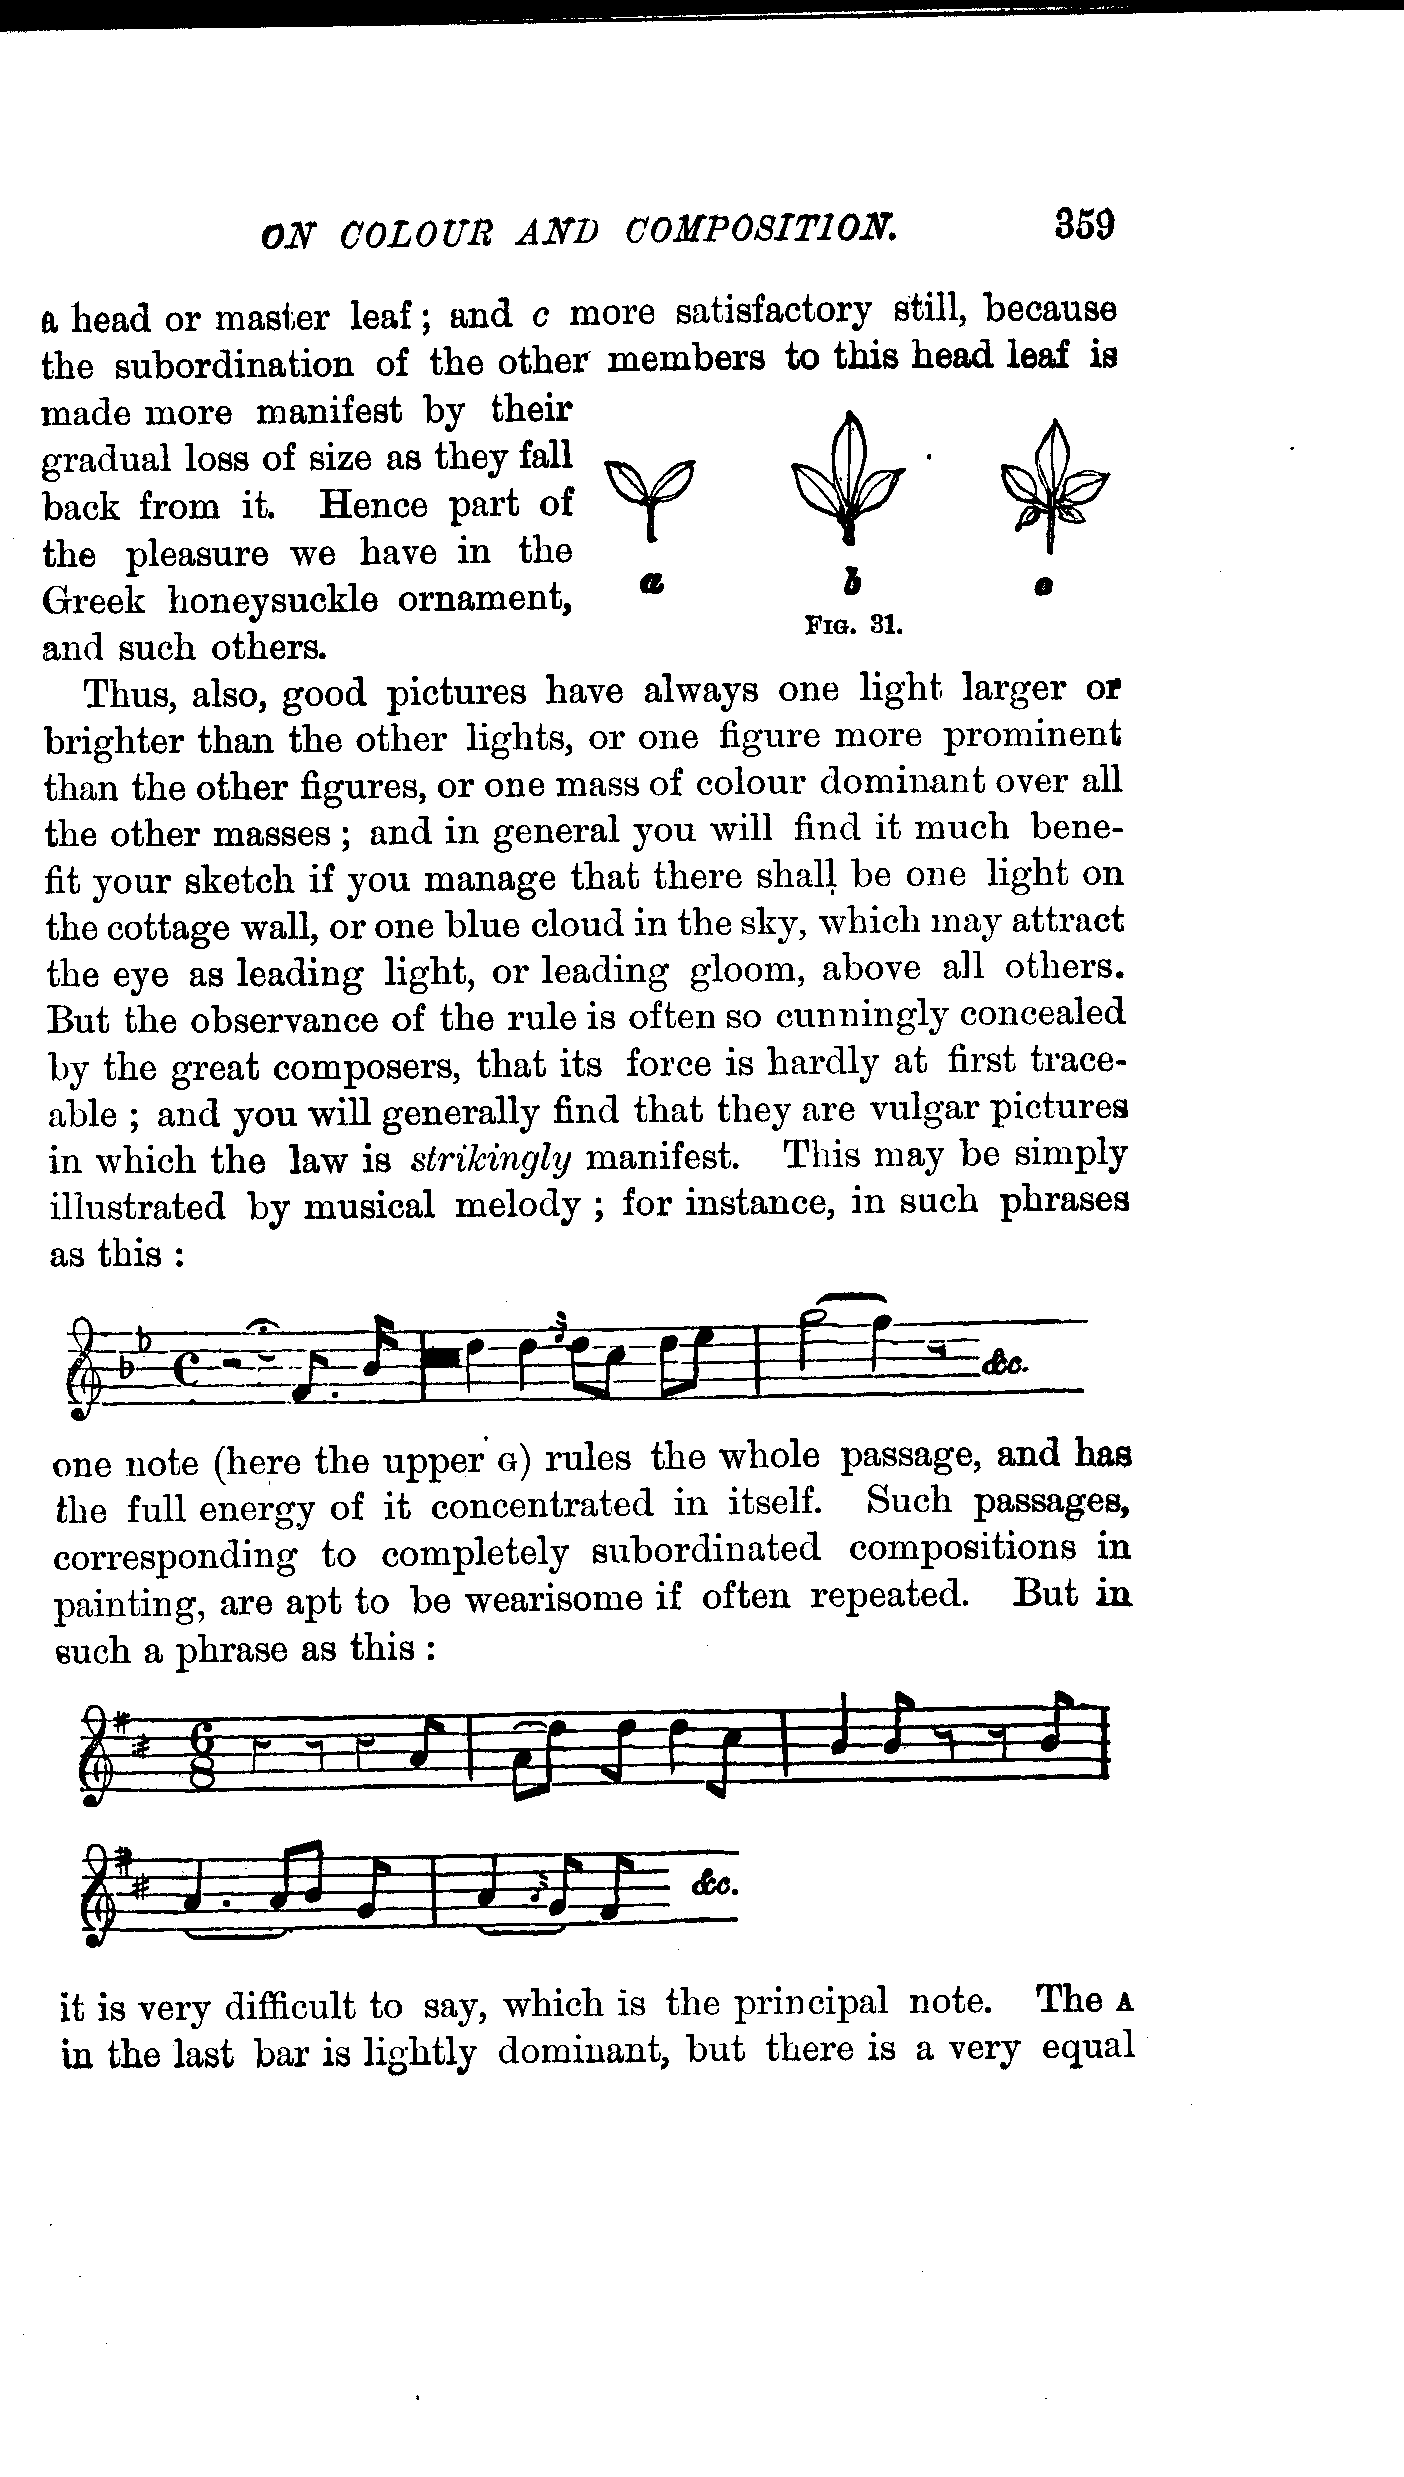 ON COLOUR AND COMPOSITION. 359
a head or master leaf; and c more satisfactory still, because
the subordination of the other members to this head leaf is
made more manifest by their
gradual loss of size as they fall
back from it. Hence part of
the pleasure we have in the
Greek honeysuckle ornament,
and such others.
a b c
FIG. 31.
Thus, also, good pictures have always one light larger or
brighter than the other lights, or one figure more prominent
than the other figures, or one mass of colour dominant over all
the other masses; and in general you will find it much bene-
fit your sketch if you manage that there shall be one light on
the cottage wall, or one blue cloud in the sky, which may attract
the eye as leading light, or leading gloom, above all others.
But the observance of the rule is often so cunningly concealed
by the great composers, that its force is hardly at first trace-
able; and you will generally find that they are vulgar pictures
in which the law is strikingly manifest. This may be simply
illustrated by musical melody; for instance, in such phrases
as this:
&c.
one note (here the upper G) rules the whole passage, and has
the full energy of it concentrated in itself. Such passages,
corresponding to completely subordinated compositions in
painting, are apt to be wearisome if often repeated. But in
such a phrase as this:
6
8
&c.
it is very difficult to say, which is the principal note. The A
in the last bar is lightly dominant, but there is a very equal